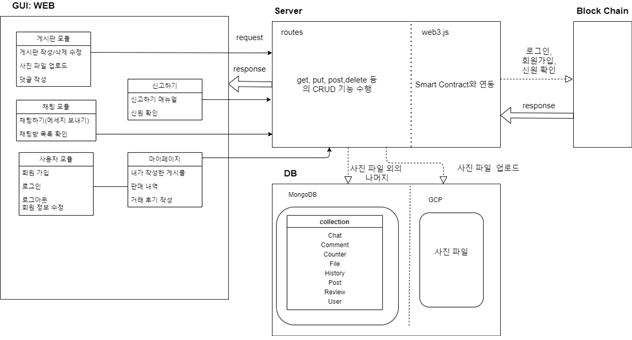 GUI: WEB
게시판 모듈
게시판 작성/삭제 수정
사진 파일 업로드
댓글 작성
신고하기
신고하기 메뉴얼
신원 확인
채팅 모듈
채팅하기(메세지 보내기)
채팅방 목록 확인
사용자 모듈
회원 가입
로그인
로그아웃
회원 정보 수정
마이페이지
내가 작성한 게시물
판매 내역
거래 후기 작성
request
response
Server
routes
get, put, post,delete 등
의 CRUD 기능 수행
web3.js
Smart Contract와 연동
로그인,
회원가입,
신원 확인
response
Block Chain
사진 파일 외의
나머지
사진 파일 업로드
DB
MongoDB
collection
Chat
Comment
Counter
File
History
Post
Review
User
GCP
사진 파일